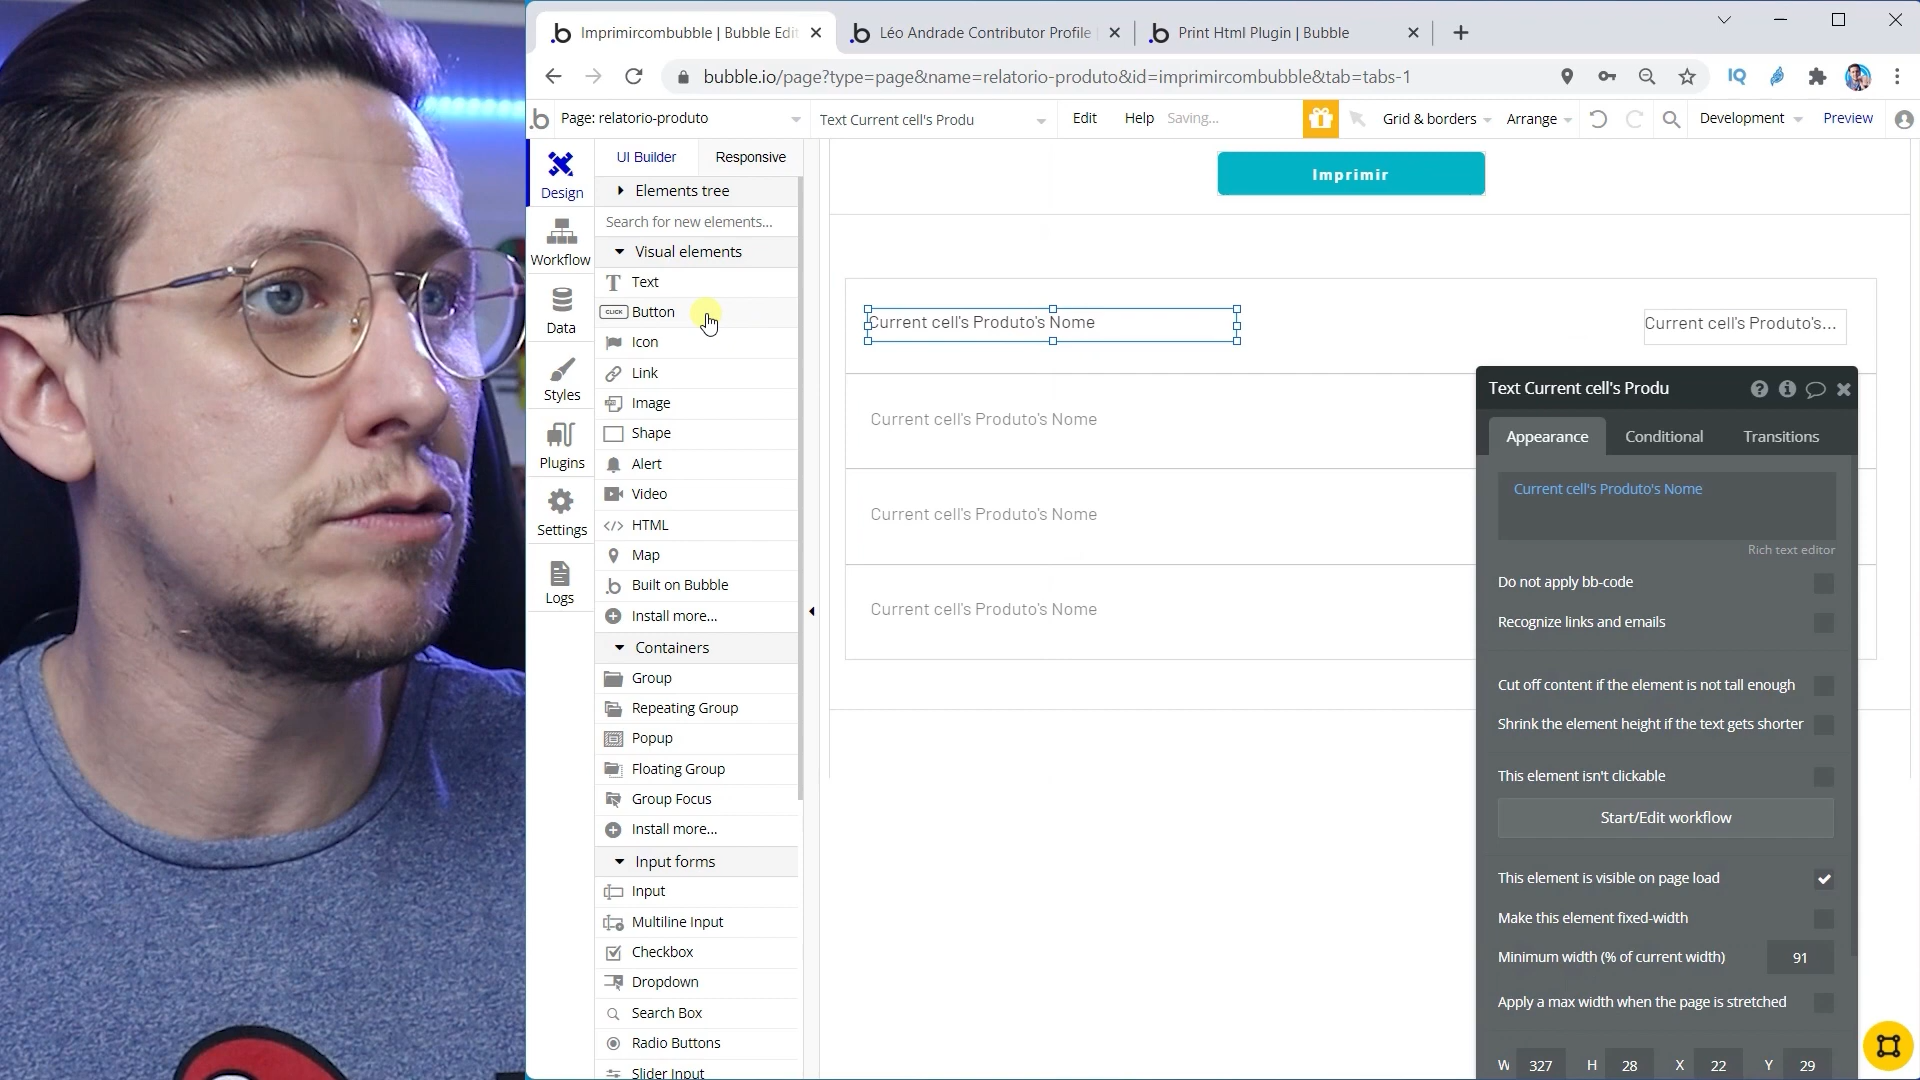 Imprimircombubble | Bubble Edit
Léo Andrade Contributor Profile
Print Html Plugin | Bubble
bubble.io/page?type=page&name=relatorio-produto&id=imprimircombubble&tab=tabs-1
IQ
Page: relatorio-produto
Text Current cell's Produ
Edit
Help
Saving...
Grid & borders
Arrange
Development
Preview
Design
Workflow
Data
Styles
Plugins
Settings
Logs
UI Builder
Responsive
Elements tree
Search for new elements...
Visual elements
Text
CLICK Button
Icon
Link
Image
Shape
Alert
Video
HTML
Map
Built on Bubble
Install more...
Containers
Group
Repeating Group
Popup
Floating Group
Group Focus
Install more...
Input forms
Input
Multiline Input
Checkbox
Dropdown
Search Box
Radio Buttons
Slider Input
Imprimir
Current cell's Produto's Nome
Current cell's Produto's...
Current cell's Produto's Nome
Current cell's Produto's Nome
Current cell's Produto's Nome
Text Current cell's Produ
Appearance
Conditional
Transitions
Current cell's Produto's Nome
Rich text editor
Do not apply bb-code
Recognize links and emails
Cut off content if the element is not tall enough
Shrink the element height if the text gets shorter
This element isn't clickable
Start/Edit workflow
This element is visible on page load
Make this element fixed-width
Minimum width (% of current width) 91
Apply a max width when the page is stretched
W 327 H 28 X 22 Y 29